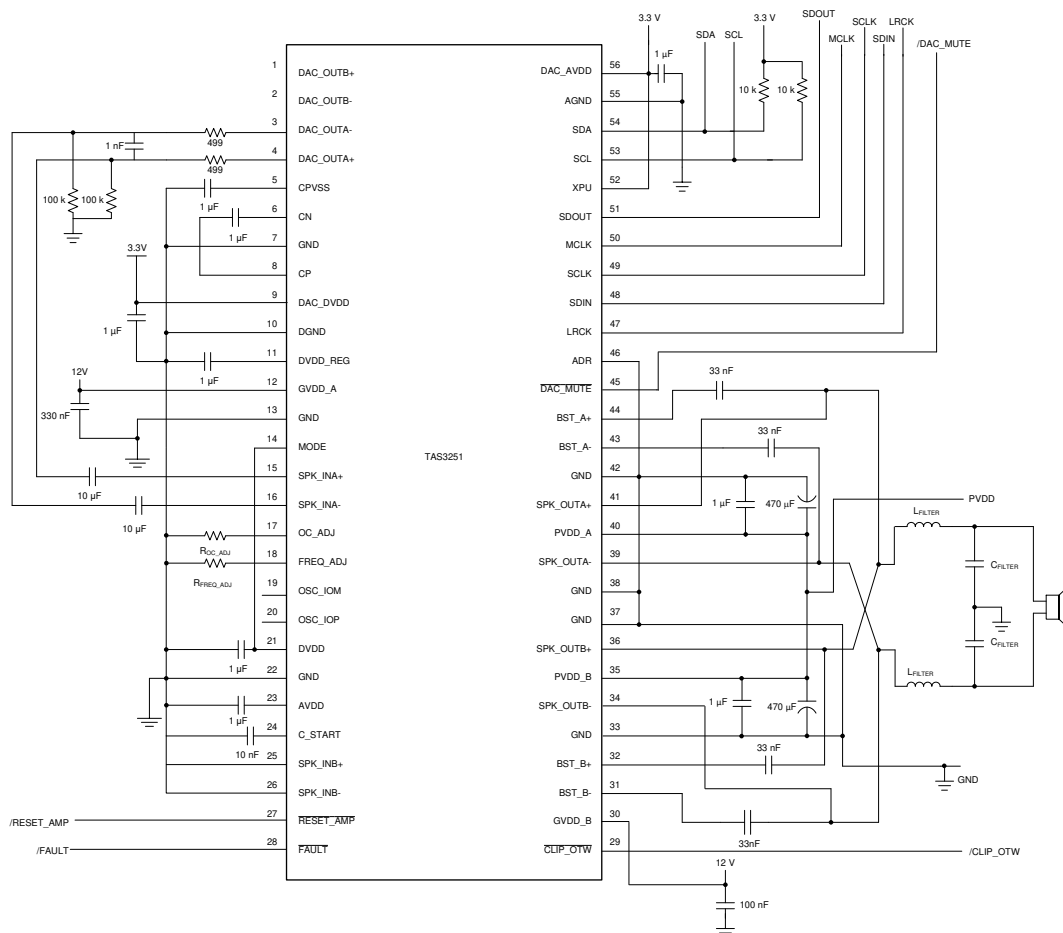 3.3 V
3.3 V
SDOUT
SCLK
LRCK
SDA
SCL
MCLK
SDIN
/DAC_MUTE
1 µF
10 k
10 k
1
DAC_OUTB+
2
DAC_OUTB-
3
DAC_OUTA-
499
1 nF
4
DAC_OUTA+
499
5
CPVSS
1 µF
100 k
100 k
6
CN
1 µF
7
GND
3.3V
8
CP
9
DAC_DVDD
1 µF
10
DGND
11
DVDD_REG
1 µF
12V
12
GVDD_A
330 nF
13
GND
14
MODE
15
SPK_INA+
10 µF
16
SPK_INA-
10 µF
17
OC_ADJ
ROC_ADJ
18
FREQ_ADJ
RFREQ_ADJ
19
OSC_IOM
20
OSC_IOP
21
DVDD
1 µF
22
GND
23
AVDD
1 µF
24
C_START
10 nF
25
SPK_INB+
26
SPK_INB-
27
/RESET_AMP
RESET_AMP
28
/FAULT
FAULT
TAS3251
DAC_AVDD
56
AGND
55
SDA
54
SCL
53
XPU
52
SDOUT
51
MCLK
50
SCLK
49
SDIN
48
LRCK
47
ADR
46
DAC_MUTE
45
33 nF
BST_A+
44
BST_A-
43
33 nF
GND
42
SPK_OUTA+
41
1 µF
470 µF
PVDD
PVDD_A
40
SPK_OUTA-
39
GND
38
GND
37
SPK_OUTB+
36
PVDD_B
35
SPK_OUTB-
34
1 µF
470 µF
GND
33
33 nF
BST_B+
32
BST_B-
31
33nF
GVDD_B
30
CLIP_OTW
29
/CLIP_OTW
12 V
100 nF
LFILTER
CFILTER
CFILTER
LFILTER
GND